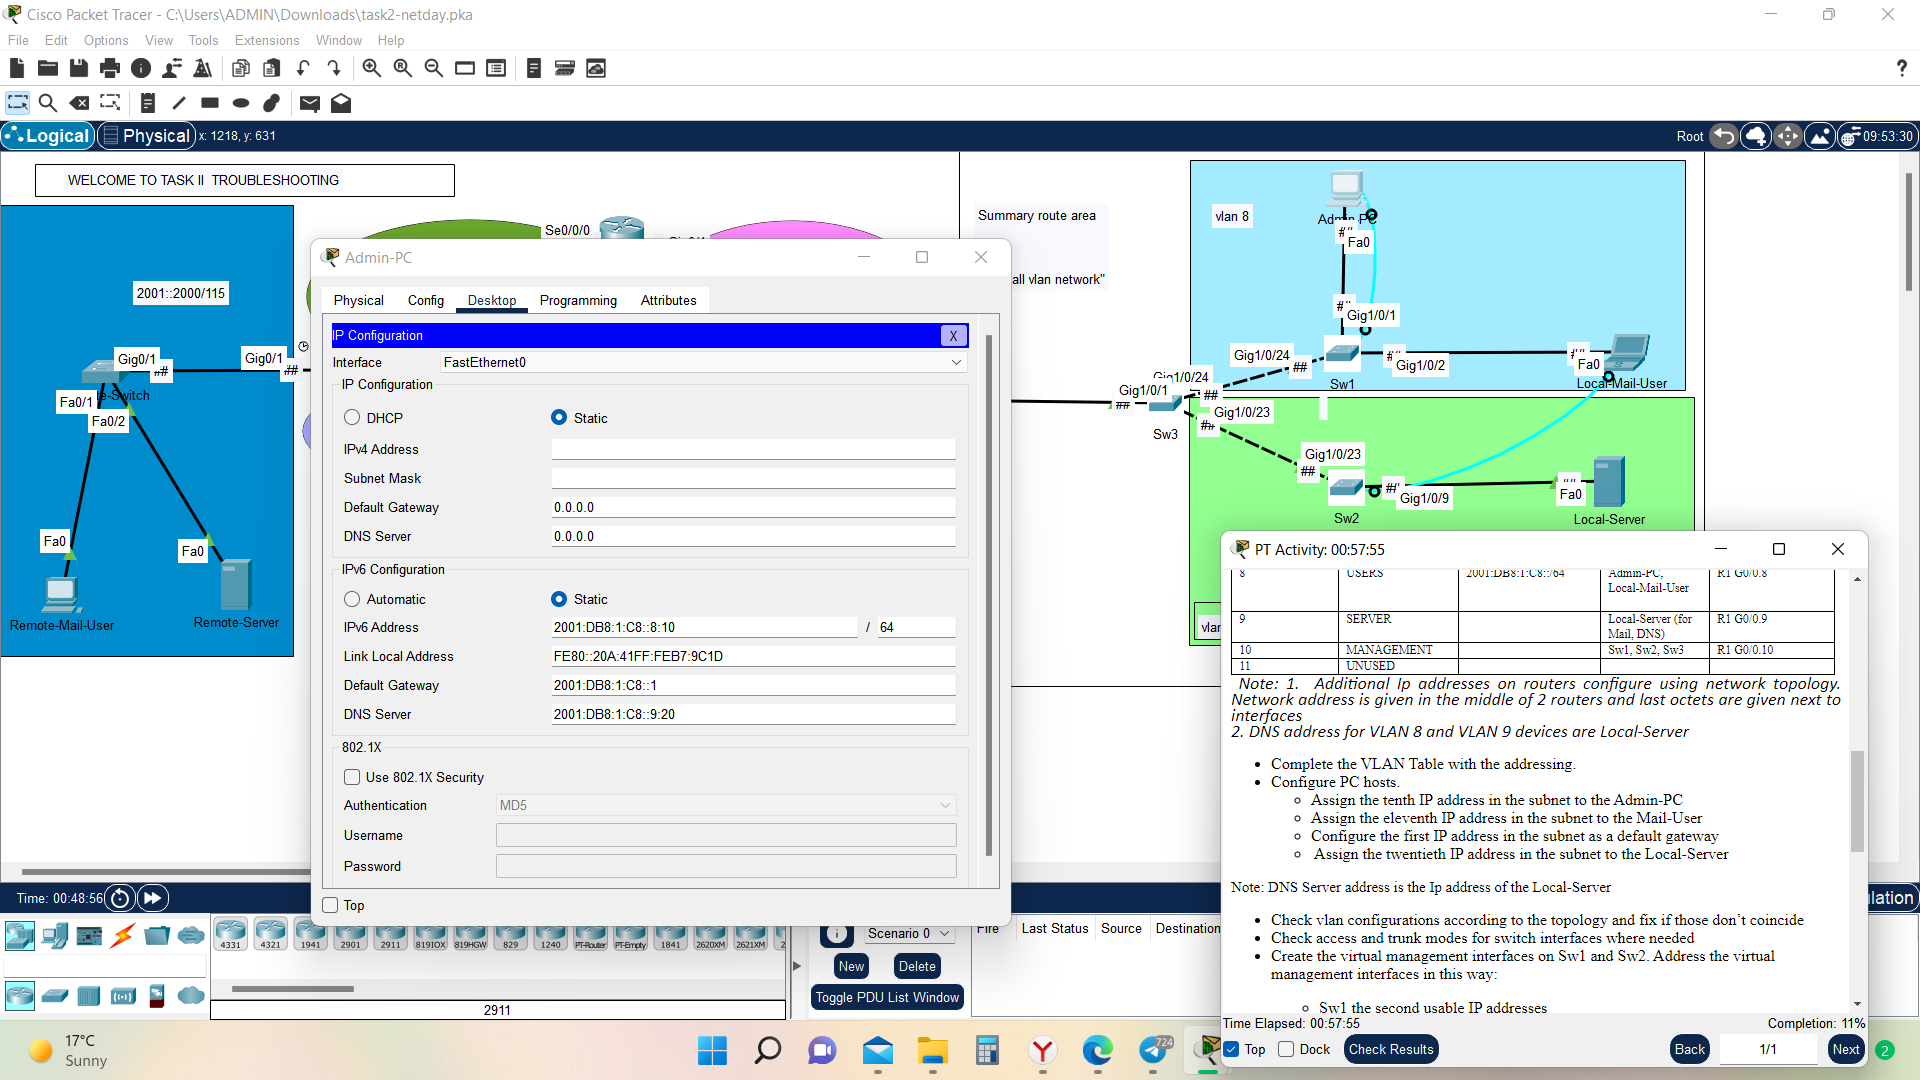 Cisco Packet Tracer - C:\Users\ADMIN\Downloads\task2-netday.pka
File Edit Options View Tools Extensions Window Help
?
Logical Physical x: 1218, y: 631
Root 09:53:30
WELCOME TO TASK II TROUBLESHOOTING
2001::2000/115
Gig0/1
##
Gig0/1
##
Fa0/1
Fa0/2
Fa0
Fa0
Remote-Mail-User
Remote-Server
Se0/0/0
Summary route area
all vlan network"
vlan 8
Admin-PC
Fa0
Gig1/0/1
Gig1/0/24
##
Gig1/0/2
Fa0
Sw1
Local-Mail-User
Gig1/0/24
Gig1/0/1
##
##
Gig1/0/23
Sw3
##
Gig1/0/23
##
Gig1/0/9
Fa0
Sw2
Local-Server
Admin-PC
Physical Config Desktop Programming Attributes
IP Configuration X
Interface FastEthernet0
IP Configuration
DHCP Static
IPv4 Address
Subnet Mask
Default Gateway 0.0.0.0
DNS Server 0.0.0.0
IPv6 Configuration
Automatic Static
IPv6 Address 2001:DB8:1:C8::8:10 / 64
Link Local Address FE80::20A:41FF:FEB7:9C1D
Default Gateway 2001:DB8:1:C8::1
DNS Server 2001:DB8:1:C8::9:20
802.1X
Use 802.1X Security
Authentication MD5
Username
Password
Top
PT Activity: 00:57:55
8 USERS 2001:DB8:1:C8::/64 Admin-PC, R1 G0/0.8
Local-Mail-User
9 SERVER Local-Server (for R1 G0/0.9
Mail, DNS)
10 MANAGEMENT Sw1, Sw2, Sw3 R1 G0/0.10
11 UNUSED
Note: 1. Additional Ip addresses on routers configure using network topology.
Network address is given in the middle of 2 routers and last octets are given next to
interfaces
2. DNS address for VLAN 8 and VLAN 9 devices are Local-Server
• Complete the VLAN Table with the addressing.
• Configure PC hosts.
○ Assign the tenth IP address in the subnet to the Admin-PC
○ Assign the eleventh IP address in the subnet to the Mail-User
○ Configure the first IP address in the subnet as a default gateway
○ Assign the twentieth IP address in the subnet to the Local-Server
Note: DNS Server address is the Ip address of the Local-Server
• Check vlan configurations according to the topology and fix if those don't coincide
• Check access and trunk modes for switch interfaces where needed
• Create the virtual management interfaces on Sw1 and Sw2. Address the virtual
management interfaces in this way:
○ Sw1 the second usable IP addresses
Time Elapsed: 00:57:55 Completion: 11%
Top Dock Check Results Back 1/1 Next
Time: 00:48:56
4331 4321 1941 2901 2911 819IOX 819HGW 829 1240 PT-Router PT-Empty 1841 2620XM 2621XM
2911
Scenario 0
New Delete
Toggle PDU List Window
Fire Last Status Source Destination
17°C
Sunny
724
2